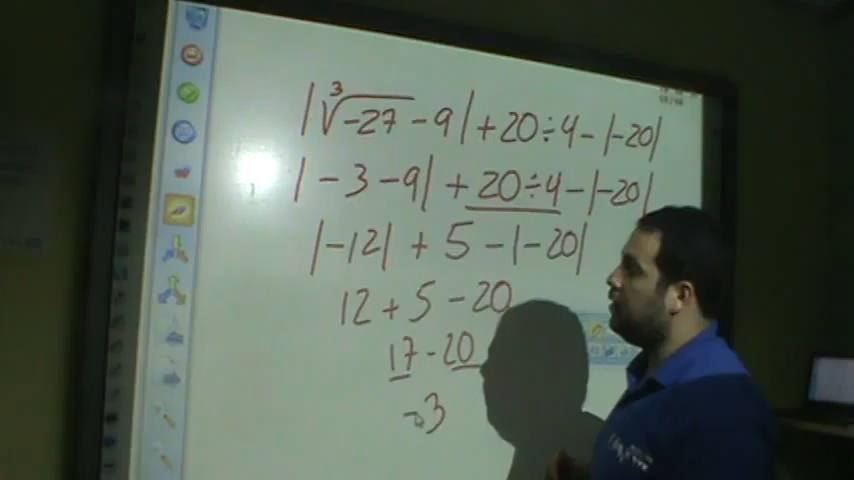 |∛-27 - 9| + 20 ÷ 4 - |-20|
|-3 - 9| + 20 ÷ 4 - |-20|
|-12| + 5 - |-20|
12 + 5 - 20
17 - 20
-3